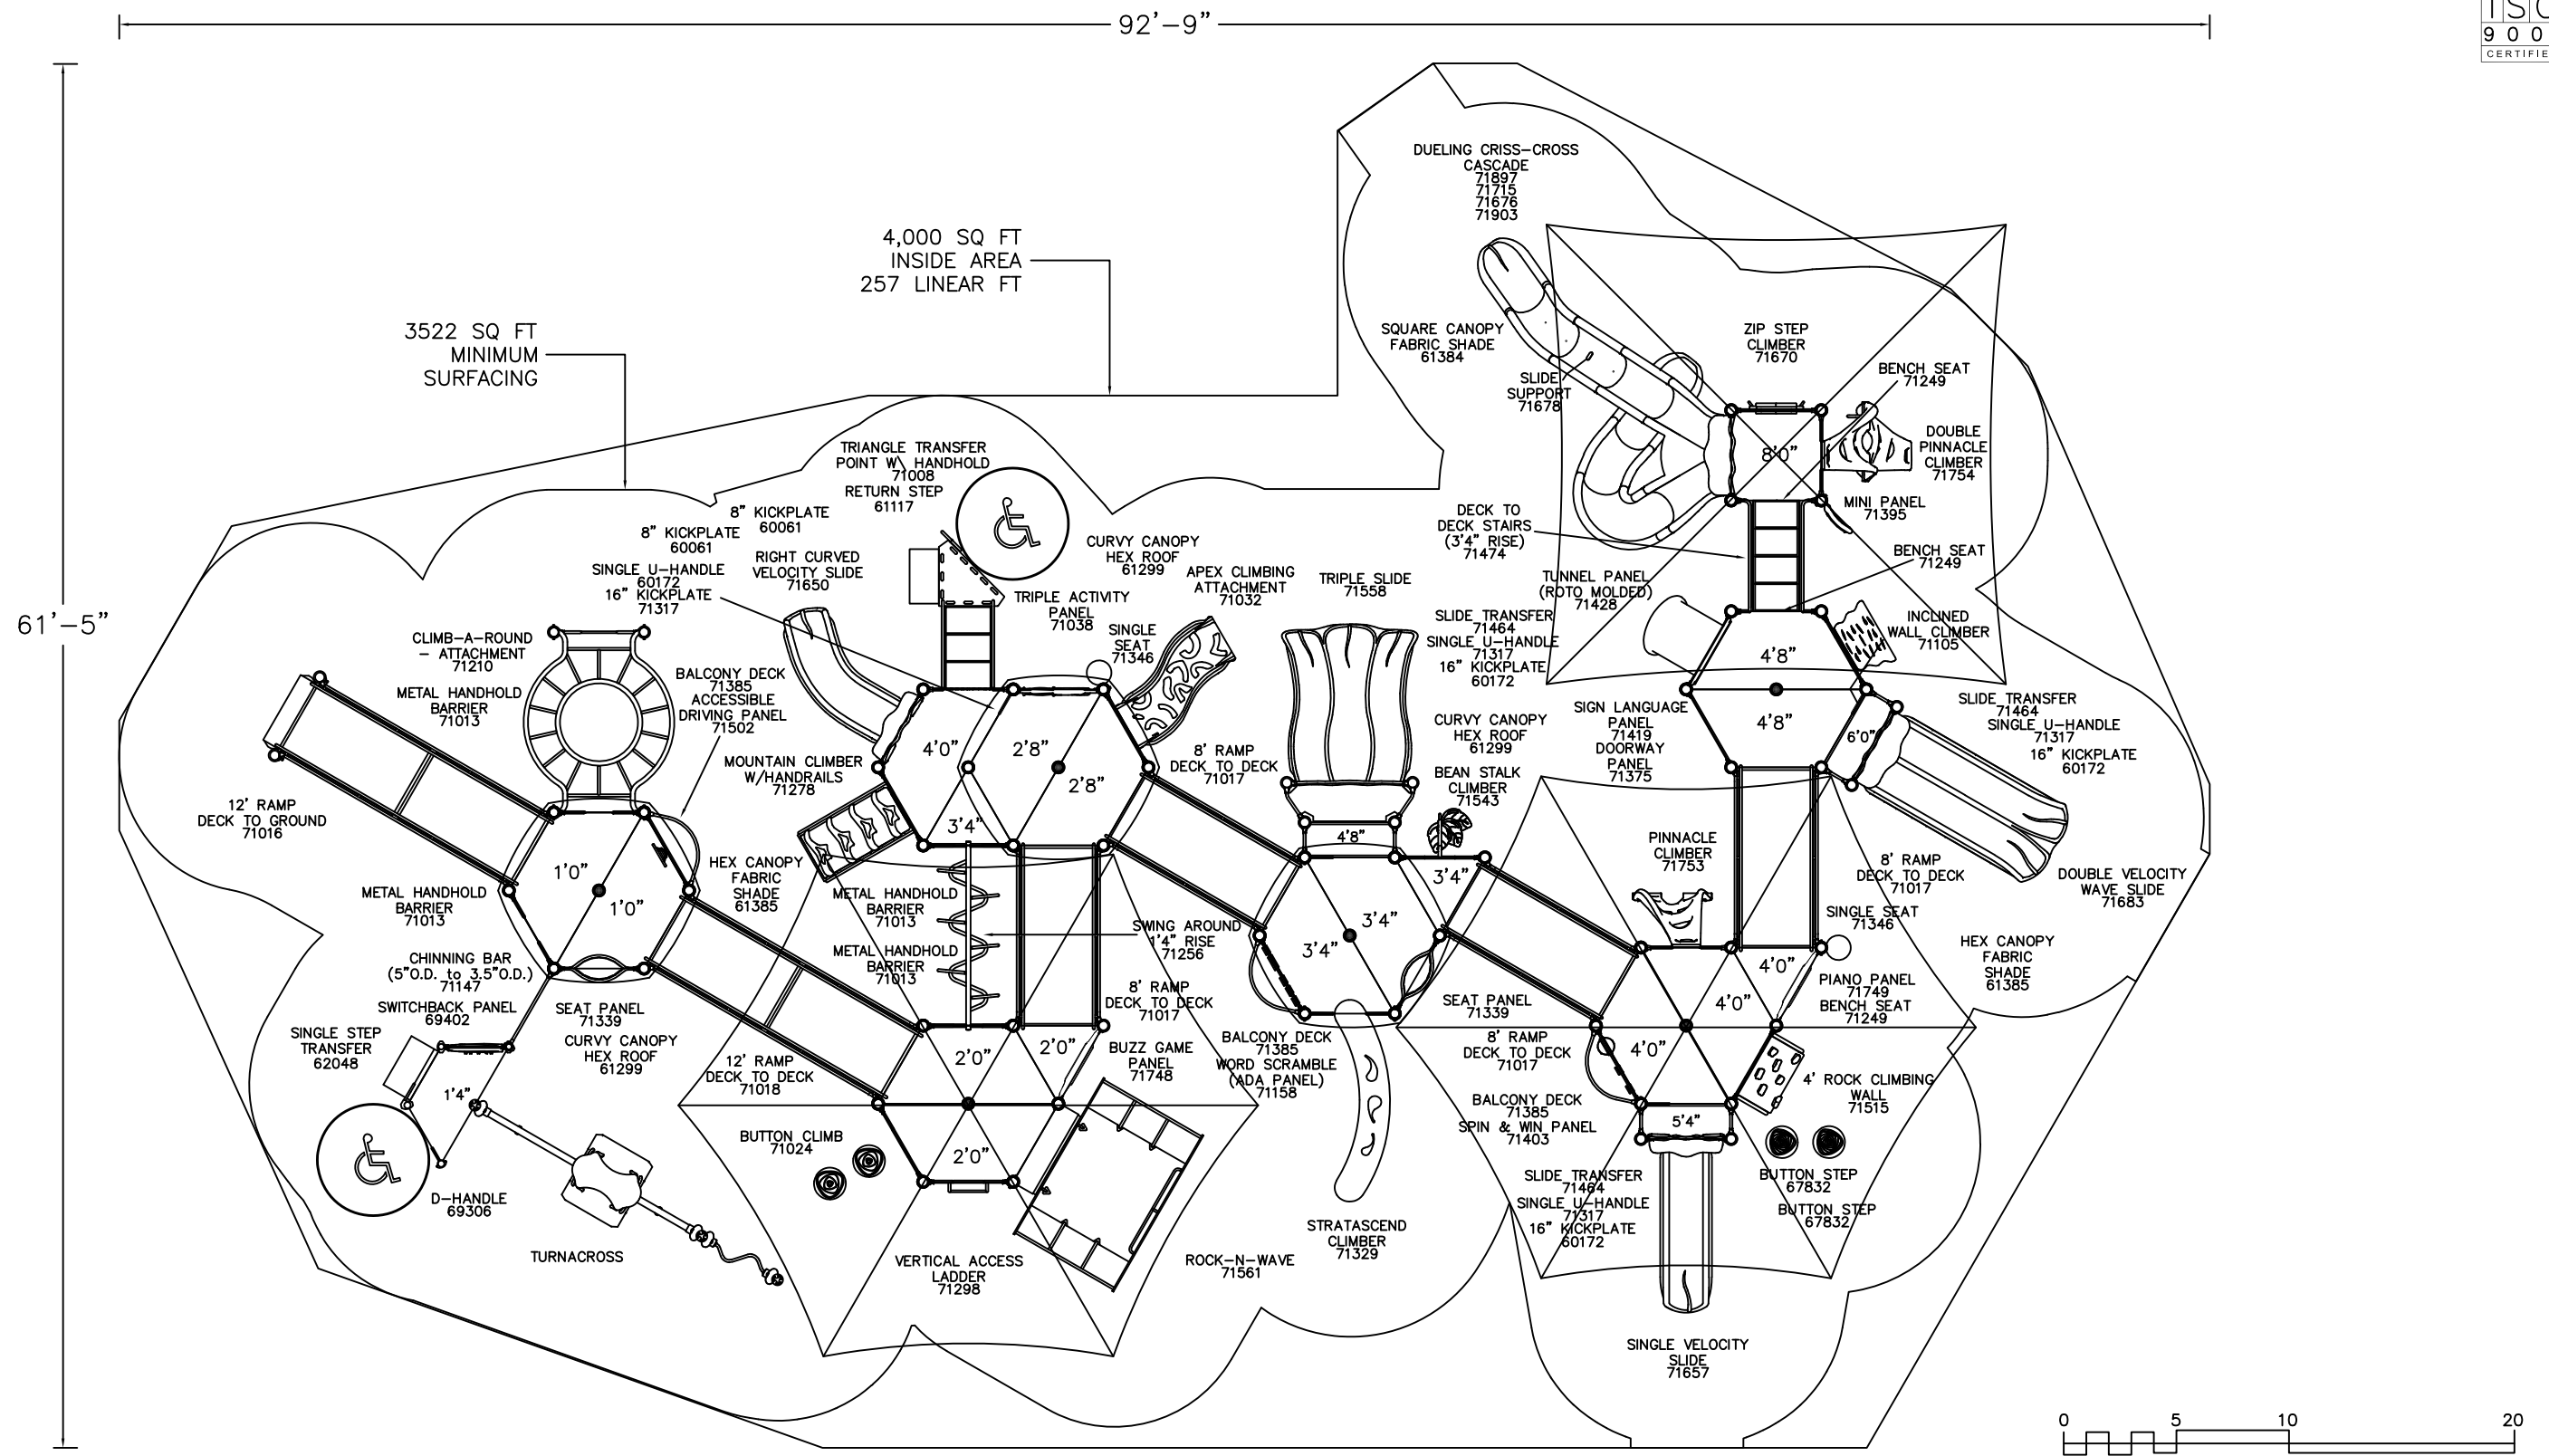 92'-9"
ISO
900
CERTIFIE
61'-5"
DUELING CRISS-CROSS
CASCADE
71897
71715
71676
71903
4,000 SQ FT
INSIDE AREA
257 LINEAR FT
3522 SQ FT
MINIMUM
SURFACING
SQUARE CANOPY
FABRIC SHADE
61384
SLIDE
SUPPORT
71678
ZIP STEP
CLIMBER
71670
BENCH SEAT
71249
DOUBLE
PINNACLE
CLIMBER
71754
8'0"
MINI PANEL
71395
DECK TO
DECK STAIRS
(3'4" RISE)
71474
BENCH SEAT
71249
TRIANGLE TRANSFER
POINT W\ HANDHOLD
71008
RETURN STEP
61117
8" KICKPLATE
60061
8" KICKPLATE
60061
RIGHT CURVED
VELOCITY SLIDE
71650
SINGLE U-HANDLE
60172
16" KICKPLATE
71317
CURVY CANOPY
HEX ROOF
61299
APEX CLIMBING
ATTACHMENT
71032
TRIPLE SLIDE
71558
TRIPLE ACTIVITY
PANEL
71038
SINGLE
SEAT
71346
TUNNEL PANEL
(ROTO MOLDED)
71428
SLIDE TRANSFER
71464
SINGLE U-HANDLE
71317
16" KICKPLATE
60172
INCLINED
WALL CLIMBER
71105
4'8"
4'8"
6'0"
CLIMB-A-ROUND
- ATTACHMENT
71210
METAL HANDHOLD
BARRIER
71013
BALCONY DECK
71385
ACCESSIBLE
DRIVING PANEL
71502
MOUNTAIN CLIMBER
W/HANDRAILS
71278
4'0"
2'8"
2'8"
3'4"
8' RAMP
DECK TO DECK
71017
CURVY CANOPY
HEX ROOF
61299
BEAN STALK
CLIMBER
71543
SIGN LANGUAGE
PANEL
71419
DOORWAY
PANEL
71375
SLIDE TRANSFER
71464
SINGLE U-HANDLE
71317
16" KICKPLATE
60172
12' RAMP
DECK TO GROUND
71016
1'0"
1'0"
HEX CANOPY
FABRIC
SHADE
61385
METAL HANDHOLD
BARRIER
71013
METAL HANDHOLD
BARRIER
71013
METAL HANDHOLD
BARRIER
71013
SWING AROUND
1'4" RISE
71256
4'8"
3'4"
3'4"
3'4"
PINNACLE
CLIMBER
71753
8' RAMP
DECK TO DECK
71017
DOUBLE VELOCITY
WAVE SLIDE
71683
SINGLE SEAT
71346
HEX CANOPY
FABRIC
SHADE
61385
CHINNING BAR
(5"O.D. to 3.5"O.D.)
71147
SWITCHBACK PANEL
69402
SINGLE STEP
TRANSFER
62048
SEAT PANEL
71339
CURVY CANOPY
HEX ROOF
61299
1'4"
12' RAMP
DECK TO DECK
71018
8' RAMP
DECK TO DECK
71017
2'0"
2'0"
2'0"
BUZZ GAME
PANEL
71748
BALCONY DECK
71385
WORD SCRAMBLE
(ADA PANEL)
71158
SEAT PANEL
71339
8' RAMP
DECK TO DECK
71017
4'0"
4'0"
4'0"
PIANO PANEL
71749
BENCH SEAT
71249
4' ROCK CLIMBING
WALL
71515
BALCONY DECK
71385
SPIN & WIN PANEL
71403
5'4"
BUTTON CLIMB
71024
D-HANDLE
69306
TURNACROSS
VERTICAL ACCESS
LADDER
71298
ROCK-N-WAVE
71561
STRATASCEND
CLIMBER
71329
SLIDE TRANSFER
71464
SINGLE U-HANDLE
71317
16" KICKPLATE
60172
BUTTON STEP
67832
BUTTON STEP
67832
SINGLE VELOCITY
SLIDE
71657
0 5 10 20